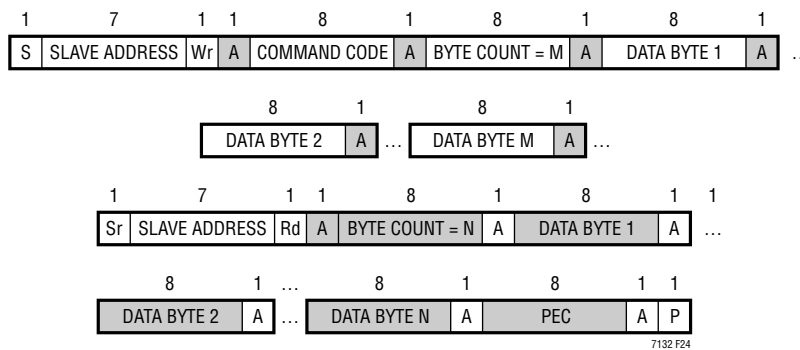 1 7 1 1 8 1 8 1 8 1
S SLAVE ADDRESS Wr A COMMAND CODE A BYTE COUNT = M A DATA BYTE 1 A …
8 1 8 1
DATA BYTE 2 A … DATA BYTE M A …
1 7 1 1 8 1 8 1 1
Sr SLAVE ADDRESS Rd A BYTE COUNT = N A DATA BYTE 1 A …
8 1 … 8 1 8 1 1
DATA BYTE 2 A … DATA BYTE N A PEC A P
7132 F24